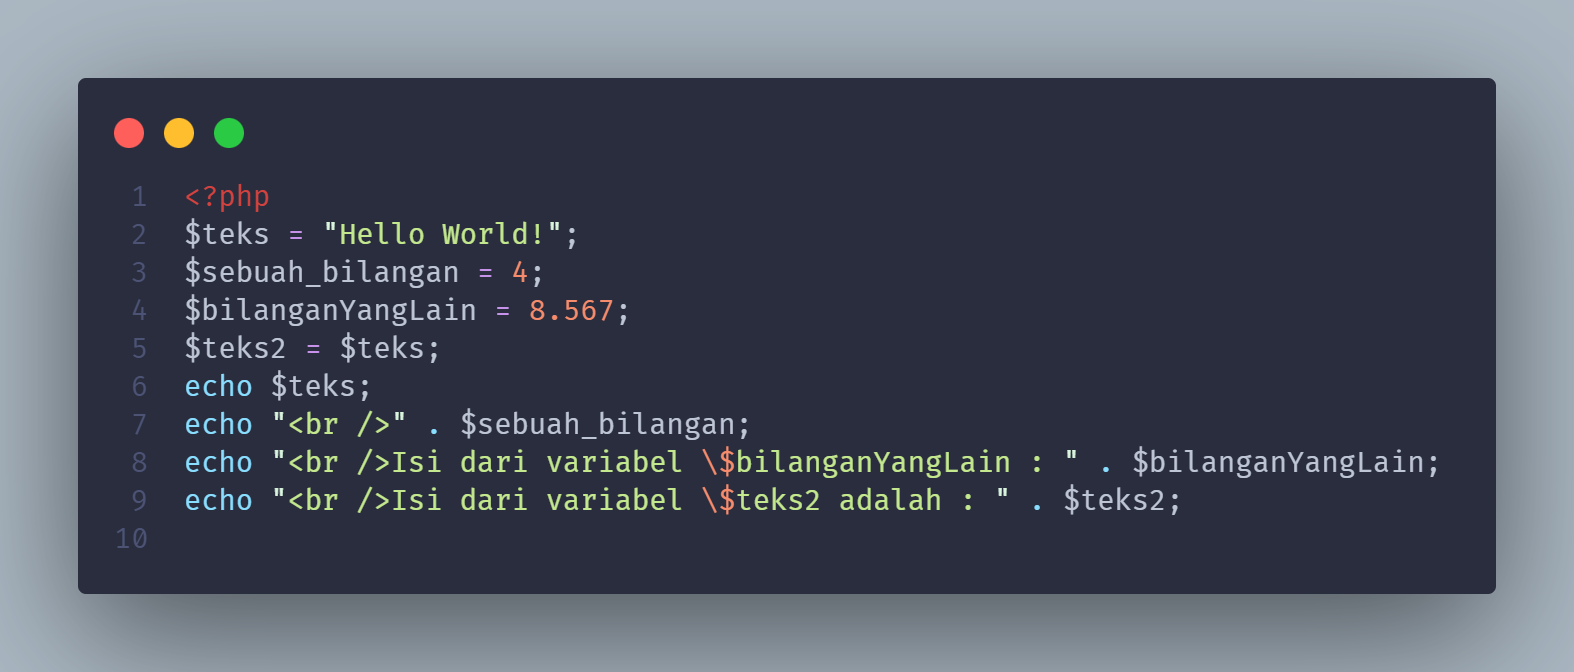 1 <?php
2 $teks = "Hello World!";
3 $sebuah_bilangan = 4;
4 $bilanganYangLain = 8.567;
5 $teks2 = $teks;
6 echo $teks;
7 echo "<br />" . $sebuah_bilangan;
8 echo "<br />Isi dari variabel \$bilanganYangLain : " . $bilanganYangLain;
9 echo "<br />Isi dari variabel \$teks2 adalah : " . $teks2;
10